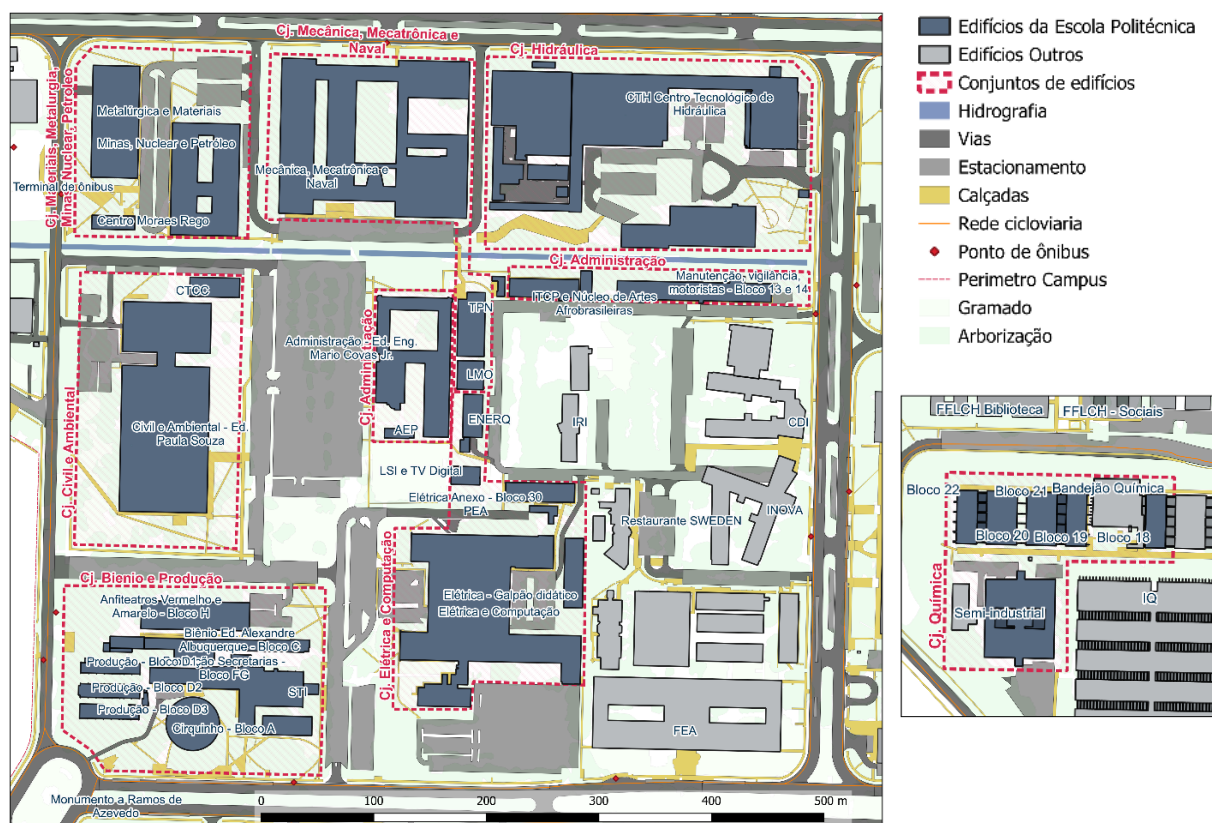 Cj. Mecânica, Mecatrônica e
Naval
Cj. Hidráulica
Cj. Materiais, Metalurgia,
Minas, Nuclear, Petróleo
CTH Centro Tecnológico de
Hidráulica
Metalúrgica e Materiais
Minas, Nuclear e Petróleo
Mecânica, Mecatrônica e
Naval
Terminal de ônibus
Centro Moraes Rego
Cj. Administração
Manutenção, vigilância,
motoristas - Bloco 13 e 14
CTCC
ITCP e Núcleo de Artes
Afrobrasileiras
TPN
Administração - Ed. Eng.
Mario Covas Jr.
Cj. Administração
LMO
Cj. Civil e Ambiental
Civil e Ambiental - Ed.
Paula Souza
AEP
ENERQ
IRI
CDI
LSI e TV Digital
Elétrica Anexo - Bloco 30
PEA
INOVA
Restaurante SWEDEN
Cj. Bienio e Produção
Cj. Elétrica e Computação
Elétrica - Galpão didático
Elétrica e Computação
Anfiteatros Vermelho e
Amarelo - Bloco H
Biênio Ed. Alexandre
Albuquerque - Bloco C
Produção - Bloco D1
ão Secretarias -
Bloco FG
Produção - Bloco D2
STI
Produção - Bloco D3
Cirquinho - Bloco A
FEA
Monumento a Ramos de
Azevedo
0 100 200 300 400 500 m
Edifícios da Escola Politécnica
Edifícios Outros
Conjuntos de edifícios
Hidrografia
Vias
Estacionamento
Calçadas
Rede cicloviaria
Ponto de ônibus
Perimetro Campus
Gramado
Arborização
FFLCH Biblioteca
FFLCH - Sociais
Bloco 22
Bloco 21
Bandejão Química
Bloco 20
Bloco 19
Bloco 18
Cj. Química
Semi-industrial
IQ